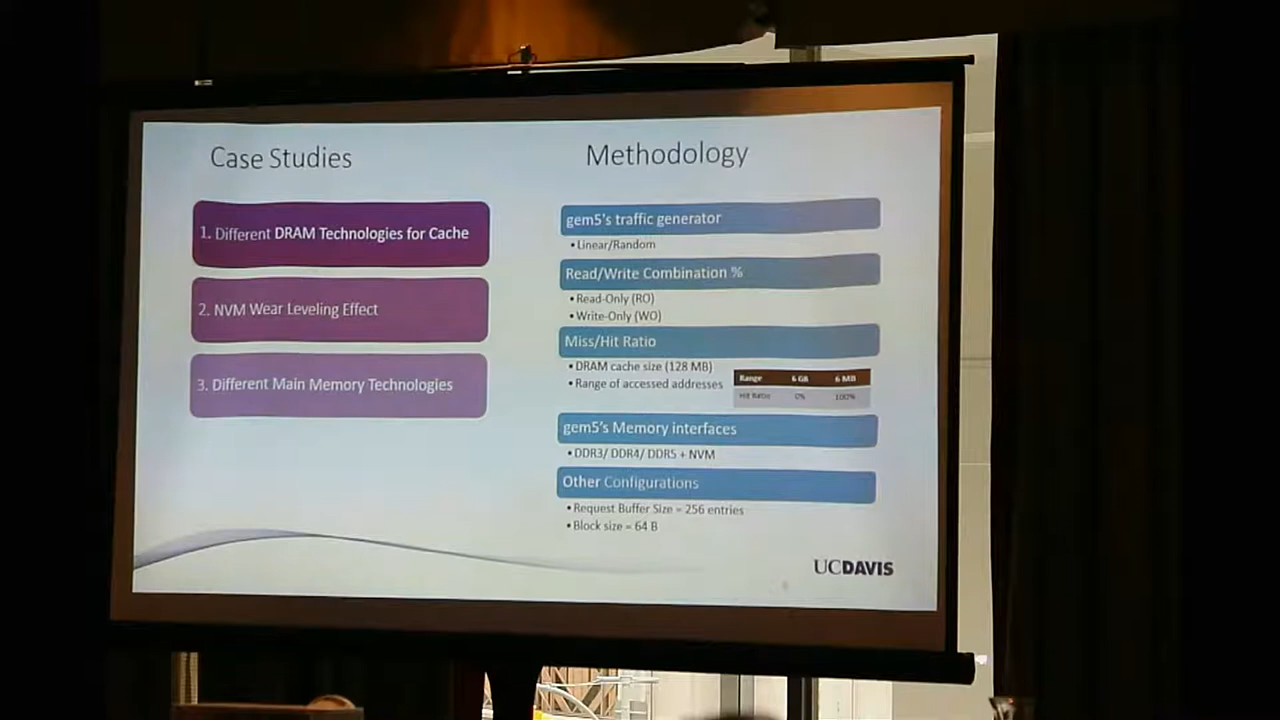 Case Studies
1. Different DRAM Technologies for Cache
2. NVM Wear Leveling Effect
3. Different Main Memory Technologies
Methodology
gem5's traffic generator
• Linear/Random
Read/Write Combination %
• Read-Only (RO)
• Write-Only (WO)
Miss/Hit Ratio
• DRAM cache size (128 MB)
• Range of accessed addresses
Range 6 GB 6 MB
Hit Ratio 0% 100%
gem5's Memory interfaces
• DDR3/ DDR4/ DDR5 + NVM
Other Configurations
• Request Buffer Size = 256 entries
• Block size = 64 B
UCDAVIS